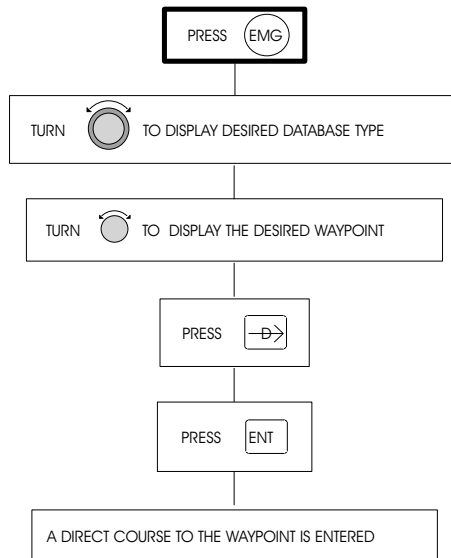 PRESS EMG
TURN TO DISPLAY DESIRED DATABASE TYPE
TURN TO DISPLAY THE DESIRED WAYPOINT
PRESS D
PRESS ENT
A DIRECT COURSE TO THE WAYPOINT IS ENTERED